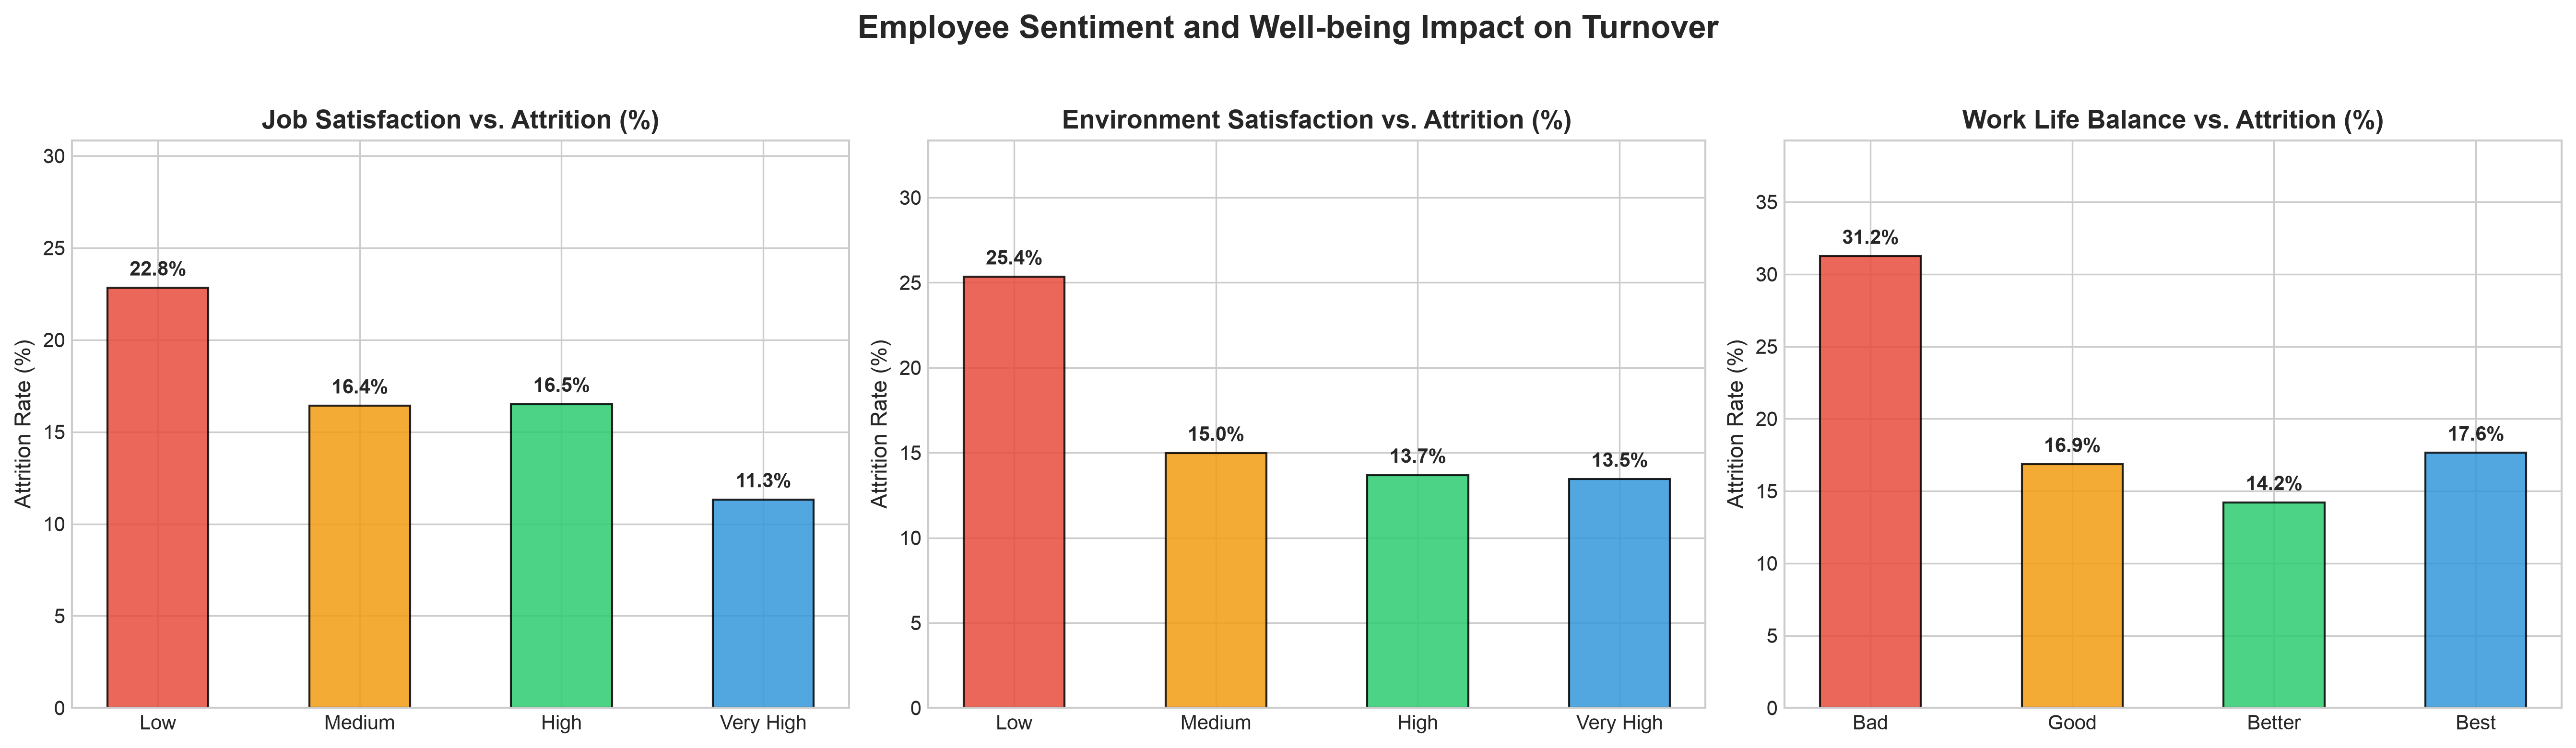 Employee Sentiment and Well-being Impact on Turnover
Job Satisfaction vs. Attrition (%)
Attrition Rate (%)
30
25
20
15
10
5
0
22.8%
16.4%
16.5%
11.3%
Low
Medium
High
Very High
Environment Satisfaction vs. Attrition (%)
Attrition Rate (%)
30
25
20
15
10
5
0
25.4%
15.0%
13.7%
13.5%
Low
Medium
High
Very High
Work Life Balance vs. Attrition (%)
Attrition Rate (%)
35
30
25
20
15
10
5
0
31.2%
16.9%
14.2%
17.6%
Bad
Good
Better
Best